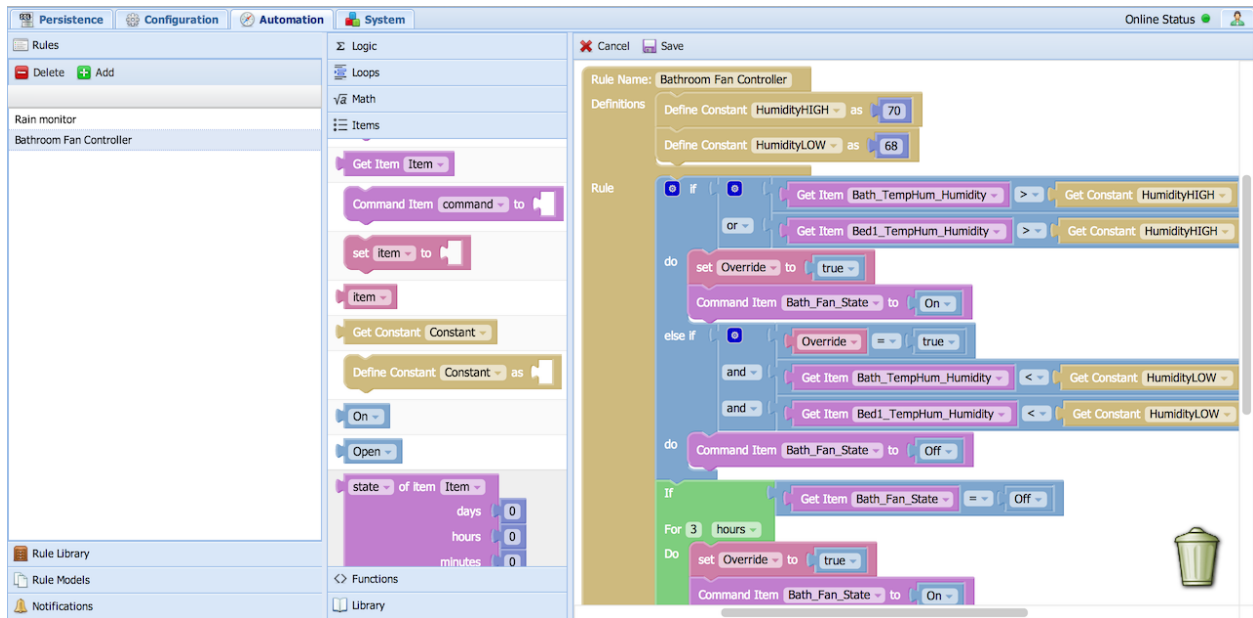 Persistence Configuration Automation System Online Status
Rules
Delete Add
Rain monitor
Bathroom Fan Controller
Rule Library
Rule Models
Notifications
Σ Logic
Loops
√a Math
Items
Get Item Item
Command Item command to
set item to
item
Get Constant Constant
Define Constant Constant as
On
Open
state of item Item
days 0
hours 0
minutes 0
<> Functions
Library
Cancel Save
Rule Name: Bathroom Fan Controller
Definitions
Define Constant HumidityHIGH as 70
Define Constant HumidityLOW as 68
Rule
if Get Item Bath_TempHum_Humidity > Get Constant HumidityHIGH
or Get Item Bed1_TempHum_Humidity > Get Constant HumidityHIGH
do set Override to true
Command Item Bath_Fan_State to On
else if Override = true
and Get Item Bath_TempHum_Humidity < Get Constant HumidityLOW
and Get Item Bed1_TempHum_Humidity < Get Constant HumidityLOW
do Command Item Bath_Fan_State to Off
If Get Item Bath_Fan_State = Off
For 3 hours
Do set Override to true
Command Item Bath_Fan_State to On